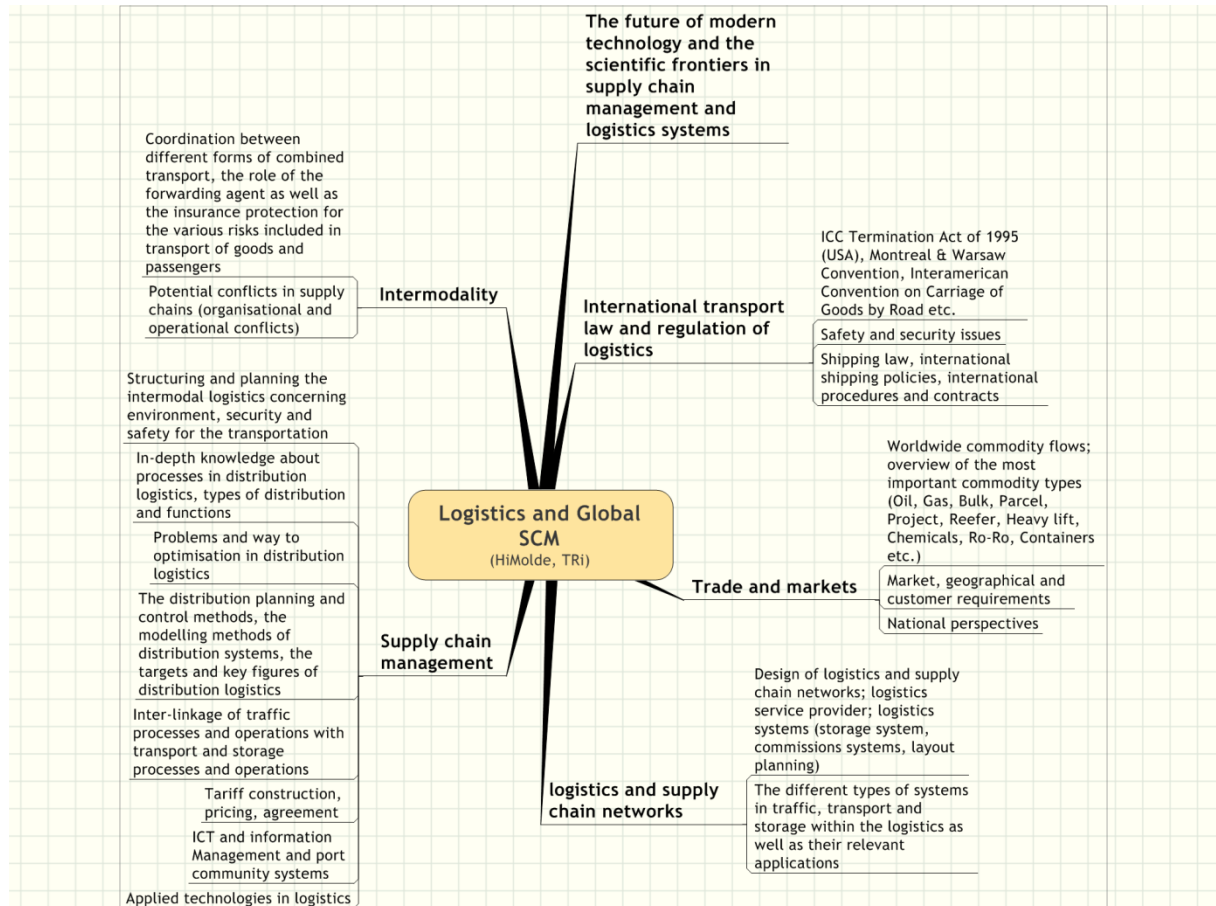 The future of modern
technology and the
scientific frontiers in
supply chain
management and
logistics systems
Coordination between
different forms of combined
transport, the role of the
forwarding agent as well as
the insurance protection for
the various risks included in
transport of goods and
passengers
Potential conflicts in supply
chains (organisational and
operational conflicts)
Intermodality
International transport
law and regulation of
logistics
ICC Termination Act of 1995
(USA), Montreal & Warsaw
Convention, Interamerican
Convention on Carriage of
Goods by Road etc.
Safety and security issues
Shipping law, international
shipping policies, international
procedures and contracts
Structuring and planning the
intermodal logistics concerning
environment, security and
safety for the transportation
In-depth knowledge about
processes in distribution
logistics, types of distribution
and functions
Problems and way to
optimisation in distribution
logistics
The distribution planning and
control methods, the
modelling methods of
distribution systems, the
targets and key figures of
distribution logistics
Inter-linkage of traffic
processes and operations with
transport and storage
processes and operations
Tariff construction,
pricing, agreement
ICT and information
Management and port
community systems
Applied technologies in logistics
Supply chain
management
Logistics and Global
SCM
(HiMolde, TRi)
Trade and markets
Worldwide commodity flows;
overview of the most
important commodity types
(Oil, Gas, Bulk, Parcel,
Project, Reefer, Heavy lift,
Chemicals, Ro-Ro, Containers
etc.)
Market, geographical and
customer requirements
National perspectives
logistics and supply
chain networks
Design of logistics and supply
chain networks; logistics
service provider; logistics
systems (storage system,
commissions systems, layout
planning)
The different types of systems
in traffic, transport and
storage within the logistics as
well as their relevant
applications